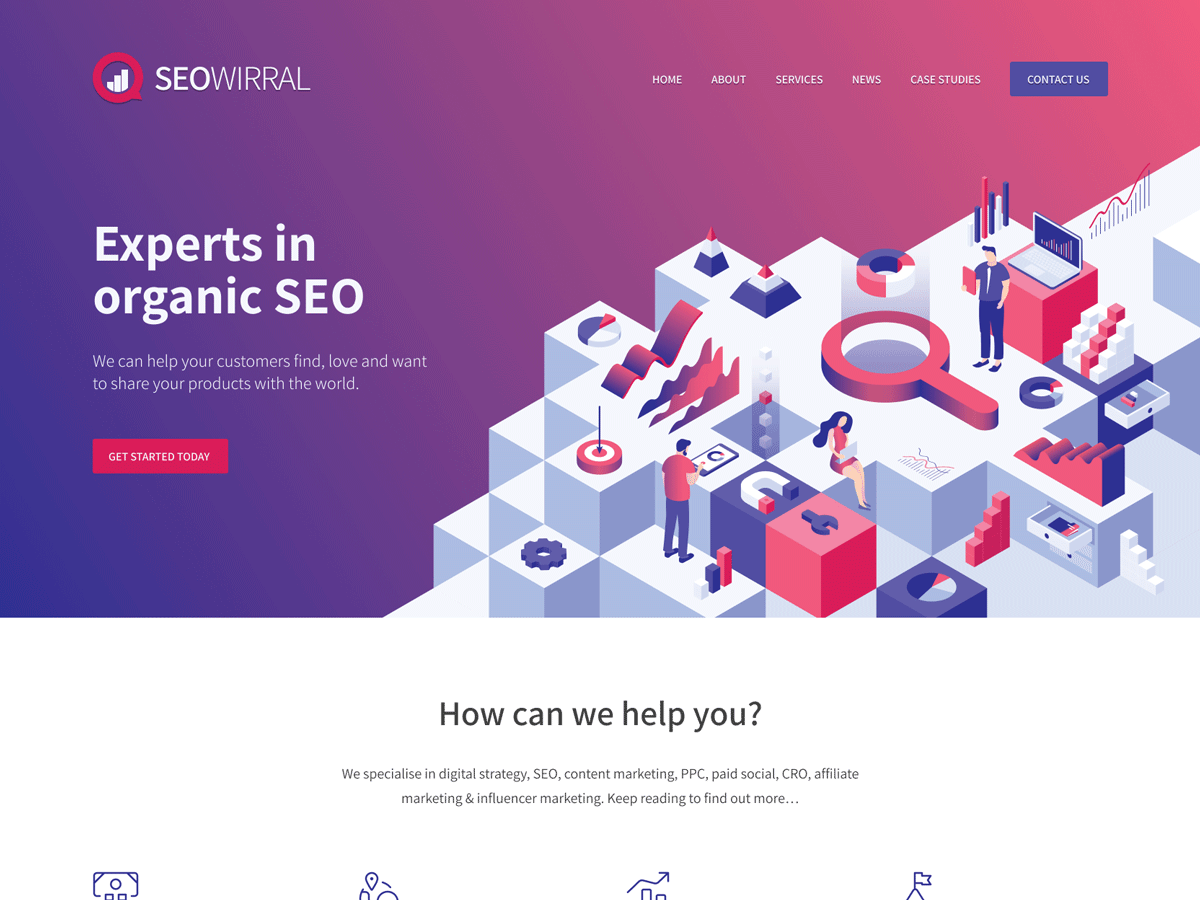 SEOWIRRAL
HOME ABOUT SERVICES NEWS CASE STUDIES CONTACT US
Experts in
organic SEO
We can help your customers find, love and want
to share your products with the world.
GET STARTED TODAY
How can we help you?
We specialise in digital strategy, SEO, content marketing, PPC, paid social, CRO, affiliate
marketing & influencer marketing. Keep reading to find out more…